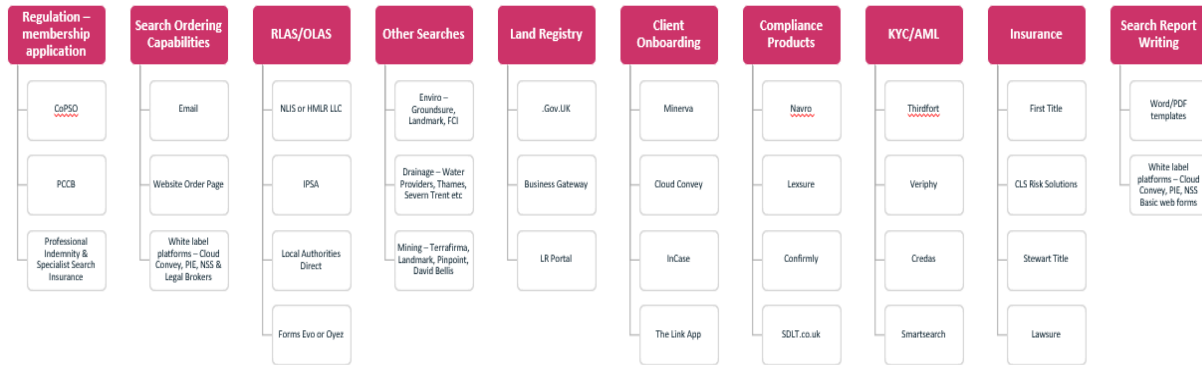 Regulation –
membership
application
CoPSO
PCCB
Professional
Indemnity &
Specialist Search
Insurance
Search Ordering
Capabilities
Email
Website Order Page
White label
platforms – Cloud
Convey, PIE, NSS &
Legal Brokers
RLAS/OLAS
NLIS or HMLR LLC
IPSA
Local Authorities
Direct
Forms Evo or Oyez
Other Searches
Enviro –
Groundsure,
Landmark, FCI
Drainage – Water
Providers, Thames,
Severn Trent etc
Mining – Terrafirma,
Landmark, Pinpoint,
David Bellis
Land Registry
.Gov.UK
Business Gateway
LR Portal
Client
Onboarding
Minerva
Cloud Convey
InCase
The Link App
Compliance
Products
Navro
Lexsure
Confirmly
SDLT.co.uk
KYC/AML
Thirdfort
Veriphy
Credas
Smartsearch
Insurance
First Title
CLS Risk Solutions
Stewart Title
Lawsure
Search Report
Writing
Word/PDF
templates
White label
platforms – Cloud
Convey, PIE, NSS
Basic web forms